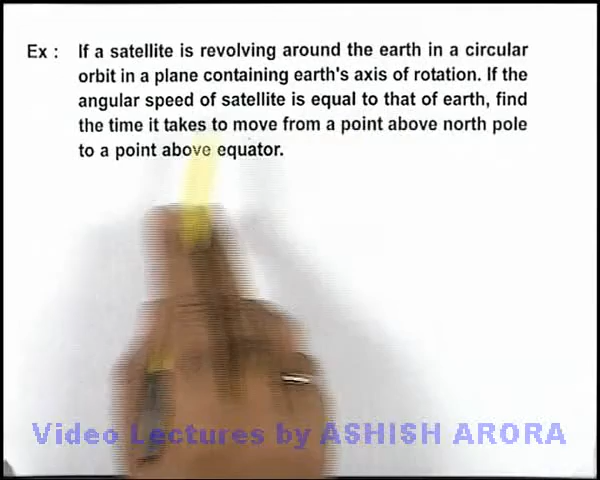 Ex : If a satellite is revolving around the earth in a circular
orbit in a plane containing earth's axis of rotation. If the
angular speed of satellite is equal to that of earth, find
the time it takes to move from a point above north pole
to a point above equator.
Video Lectures by ASHISH ARORA